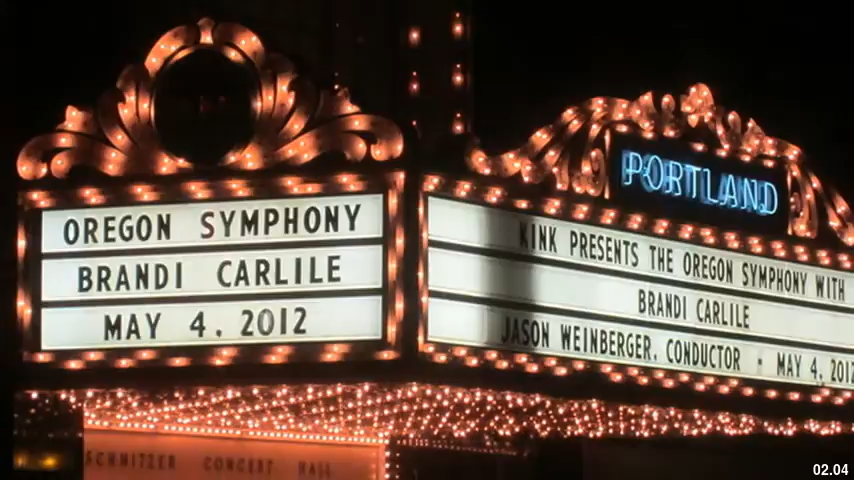 OREGON SYMPHONY
BRANDI CARLILE
MAY 4, 2012
PORTLAND
KINK PRESENTS THE OREGON SYMPHONY WITH
BRANDI CARLILE
JASON WEINBERGER, CONDUCTOR - MAY 4, 2012
SCHNITZER CONCERT HALL
02.04